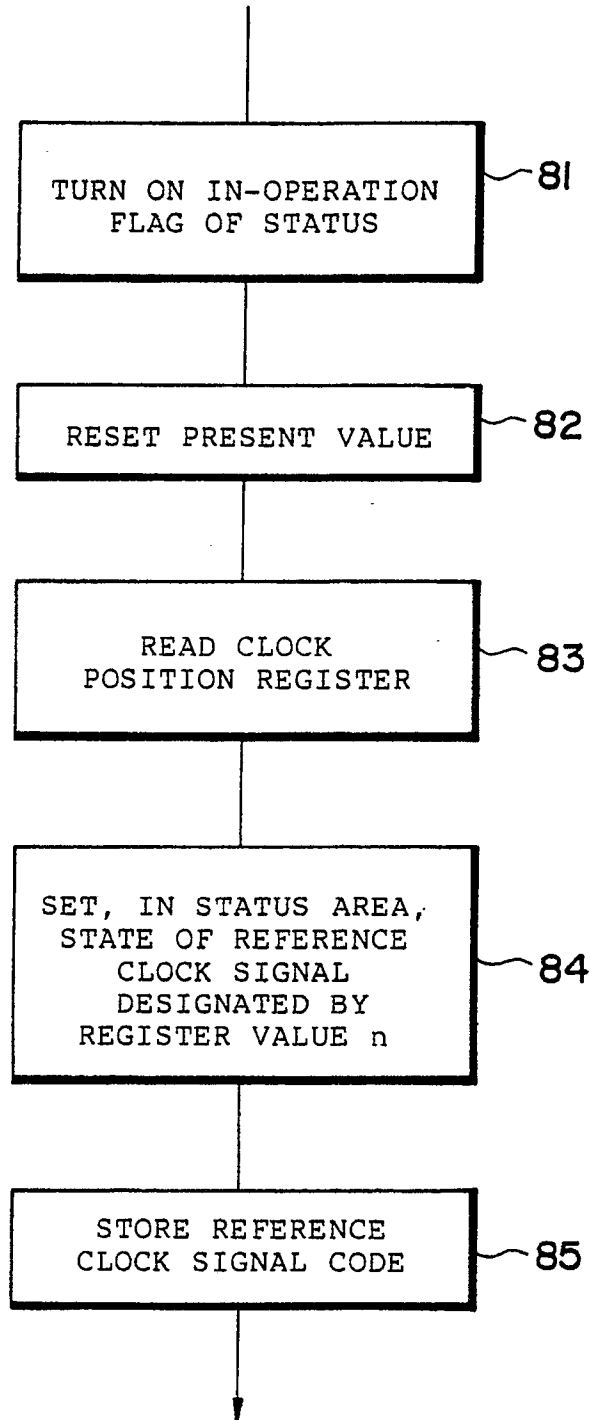 TURN ON IN-OPERATION
FLAG OF STATUS
81
RESET PRESENT VALUE
82
READ CLOCK
POSITION REGISTER
83
SET, IN STATUS AREA,
STATE OF REFERENCE
CLOCK SIGNAL
DESIGNATED BY
REGISTER VALUE n
84
STORE REFERENCE
CLOCK SIGNAL CODE
85